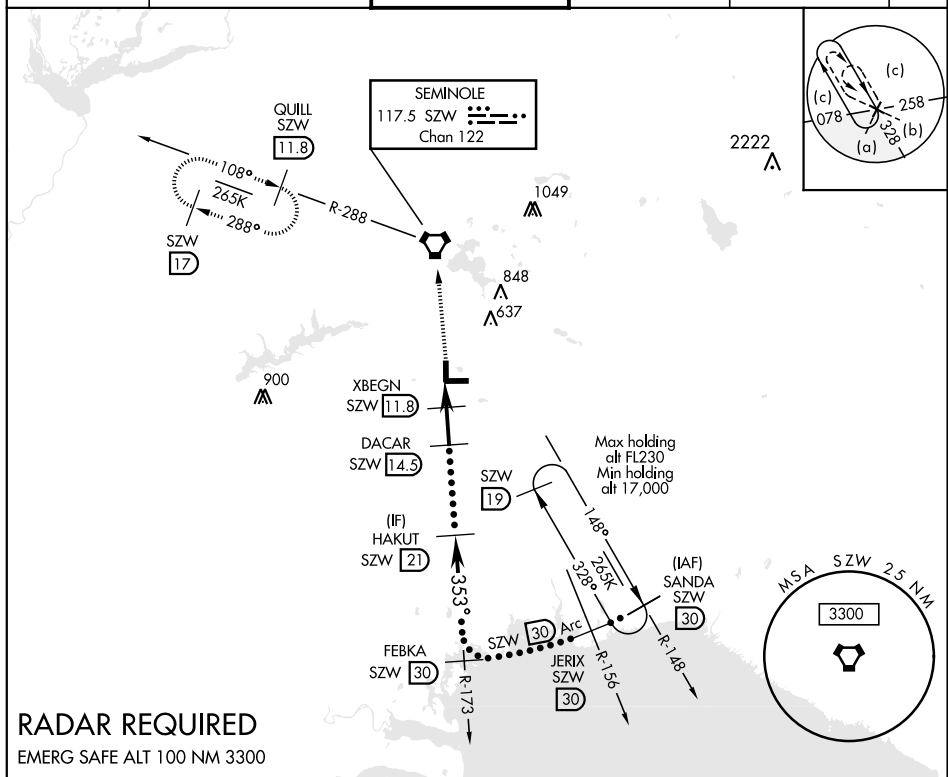 SEMINOLE
117.5 SZW
Chan 122
QUILL
SZW
11.8
108°
265K
288°
R-288
SZW
17
(c)
(c)
258
078
328
(b)
(a)
2222
1049
848
637
900
XBEGN
SZW 11.8
DACAR
SZW 14.5
(IF)
HAKUT
SZW 21
353°
FEBKA
SZW 30
R-173
SZW 30 Arc
SZW
19
Max holding
alt FL230
Min holding
alt 17,000
148°
265K
328°
(IAF)
SANDA
SZW
30
JERIX
SZW
30
R-156
R-148
MSA SZW 25 NM
3300
RADAR REQUIRED
EMERG SAFE ALT 100 NM 3300